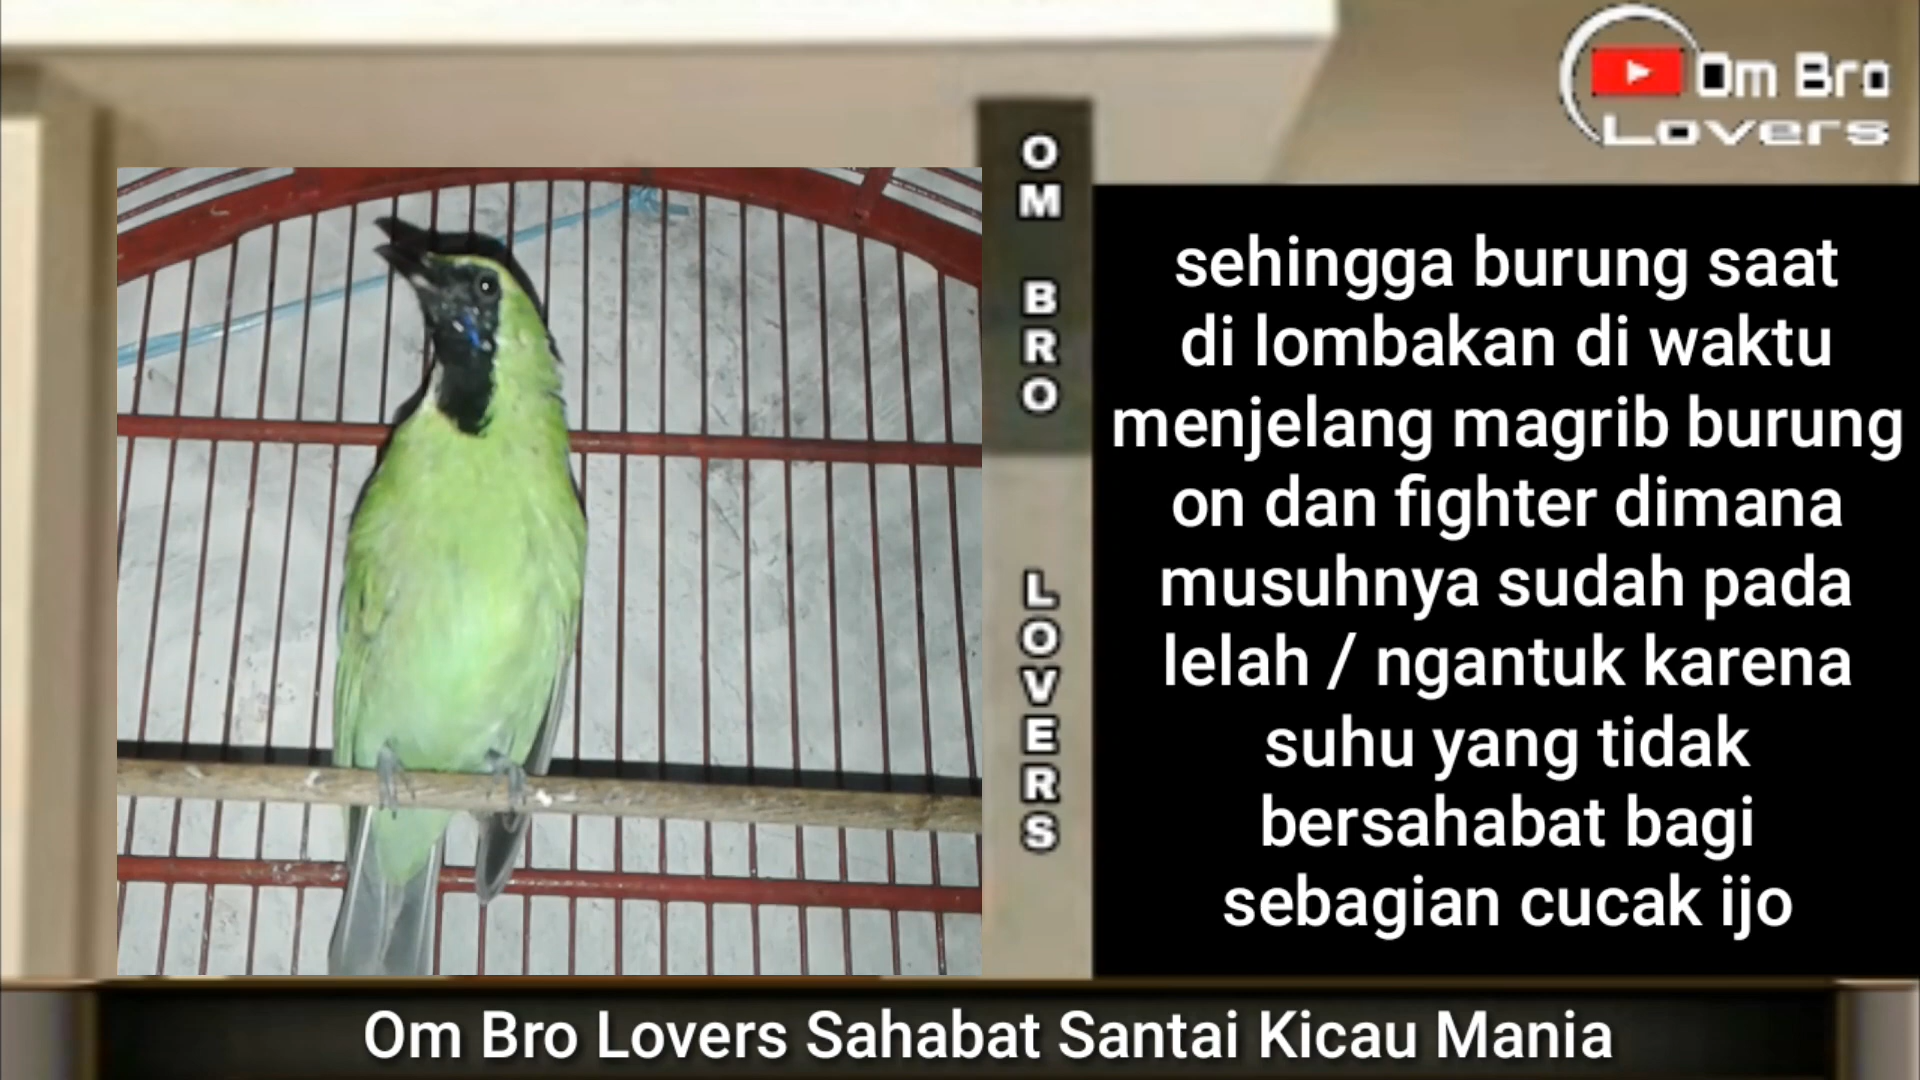 Om Bro
Lovers
OM BRO LOVERS
sehingga burung saat
di lombakan di waktu
menjelang magrib burung
on dan fighter dimana
musuhnya sudah pada
lelah / ngantuk karena
suhu yang tidak
bersahabat bagi
sebagian cucak ijo
Om Bro Lovers Sahabat Santai Kicau Mania